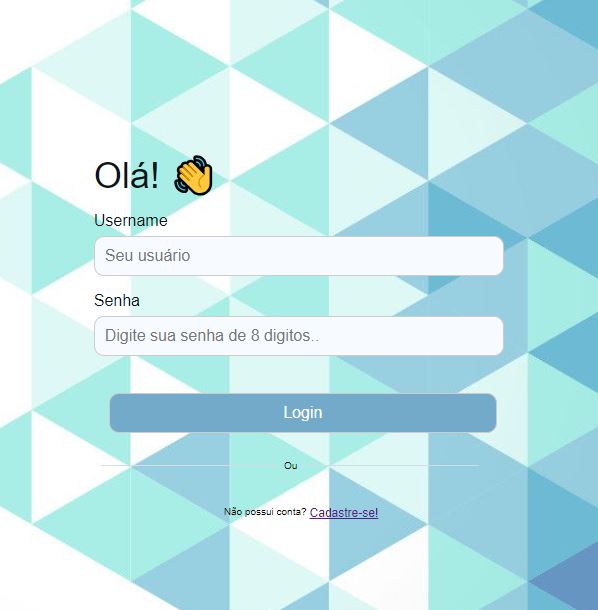 Olá! 👋
Username
Seu usuário
Senha
Digite sua senha de 8 digitos..
Login
Ou
Não possui conta? Cadastre-se!